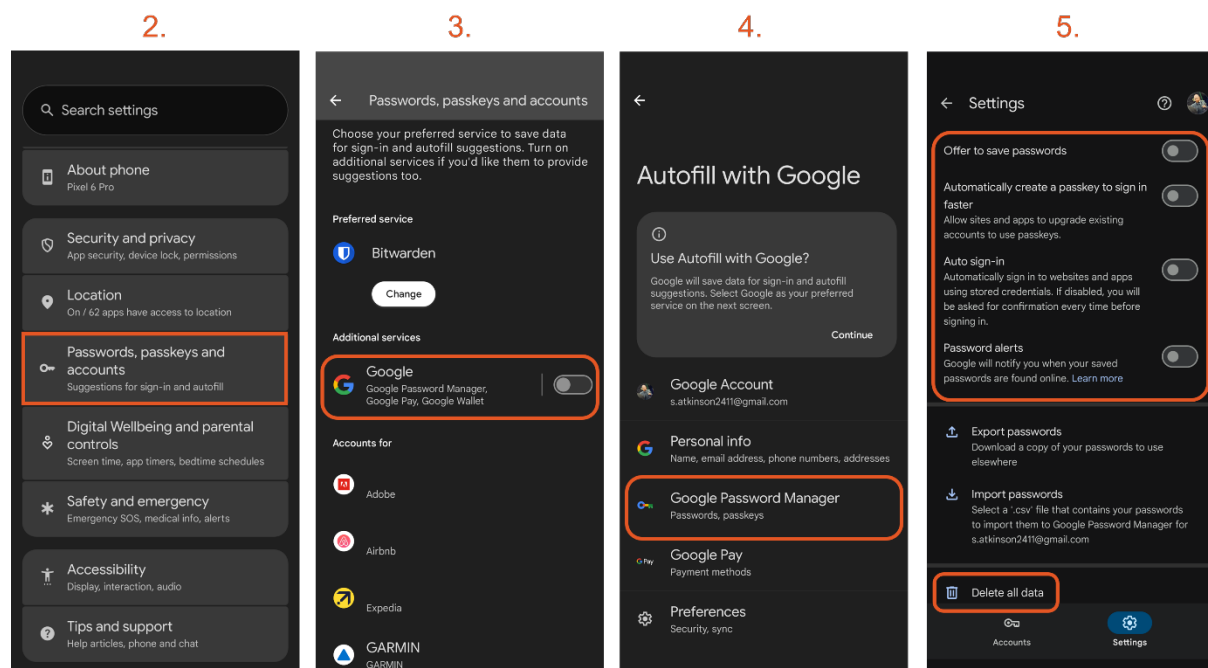 2.
3.
4.
5.
Search settings
About phone
Pixel 6 Pro
Security and privacy
App security, device lock, permissions
Location
On / 62 apps have access to location
Passwords, passkeys and
accounts
Suggestions for sign-in and autofill
Digital Wellbeing and parental
controls
Screen time, app timers, bedtime schedules
Safety and emergency
Emergency SOS, medical info, alerts
Accessibility
Display, interaction, audio
Tips and support
Help articles, phone and chat
Passwords, passkeys and accounts
Choose your preferred service to save data
for sign-in and autofill suggestions. Turn on
additional services if you'd like them to provide
suggestions too.
Preferred service
Bitwarden
Change
Additional services
Google
Google Password Manager,
Google Pay, Google Wallet
Accounts for
Adobe
Airbnb
Expedia
GARMIN
GARMIN
Autofill with Google
Use Autofill with Google?
Google will save data for sign-in and autofill
suggestions. Select Google as your preferred
service on the next screen.
Continue
Google Account
s.atkinson2411@gmail.com
Personal info
Name, email address, phone numbers, addresses
Google Password Manager
Passwords, passkeys
G Pay
Google Pay
Payment methods
Preferences
Security, sync
Settings
Offer to save passwords
Automatically create a passkey to sign in
faster
Allow sites and apps to upgrade existing
accounts to use passkeys.
Auto sign-in
Automatically sign in to websites and apps
using stored credentials. If disabled, you will
be asked for confirmation every time before
signing in.
Password alerts
Google will notify you when your saved
passwords are found online. Learn more
Export passwords
Download a copy of your passwords to use
elsewhere
Import passwords
Select a '.csv' file that contains your passwords
to import them to Google Password Manager for
s.atkinson2411@gmail.com
Delete all data
Accounts
Settings